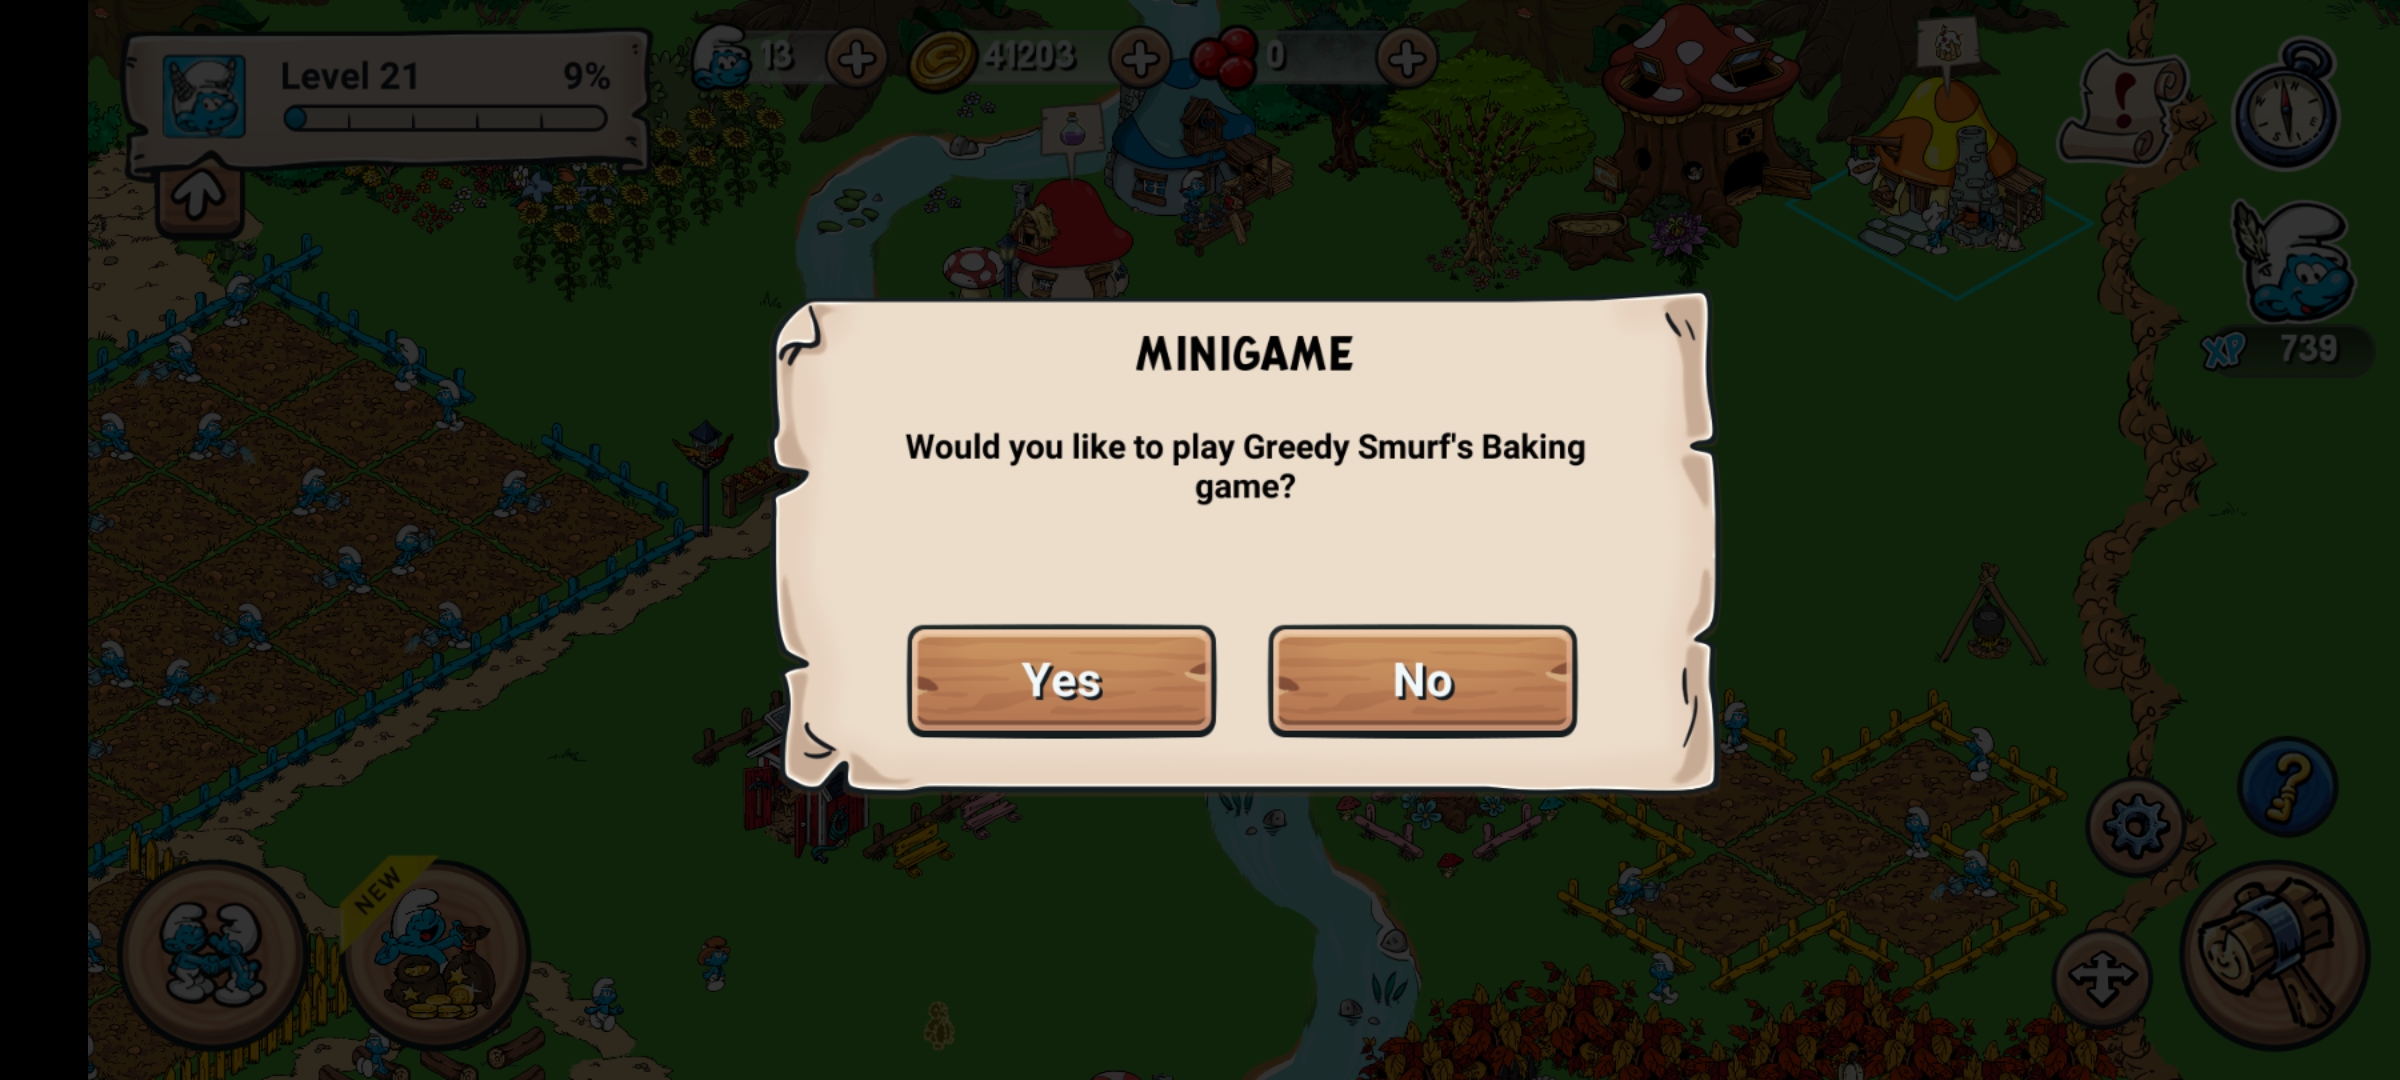 Level 21
9%
13
41203
0
XP 739
MINIGAME
Would you like to play Greedy Smurf's Baking
game?
Yes
No
NEW